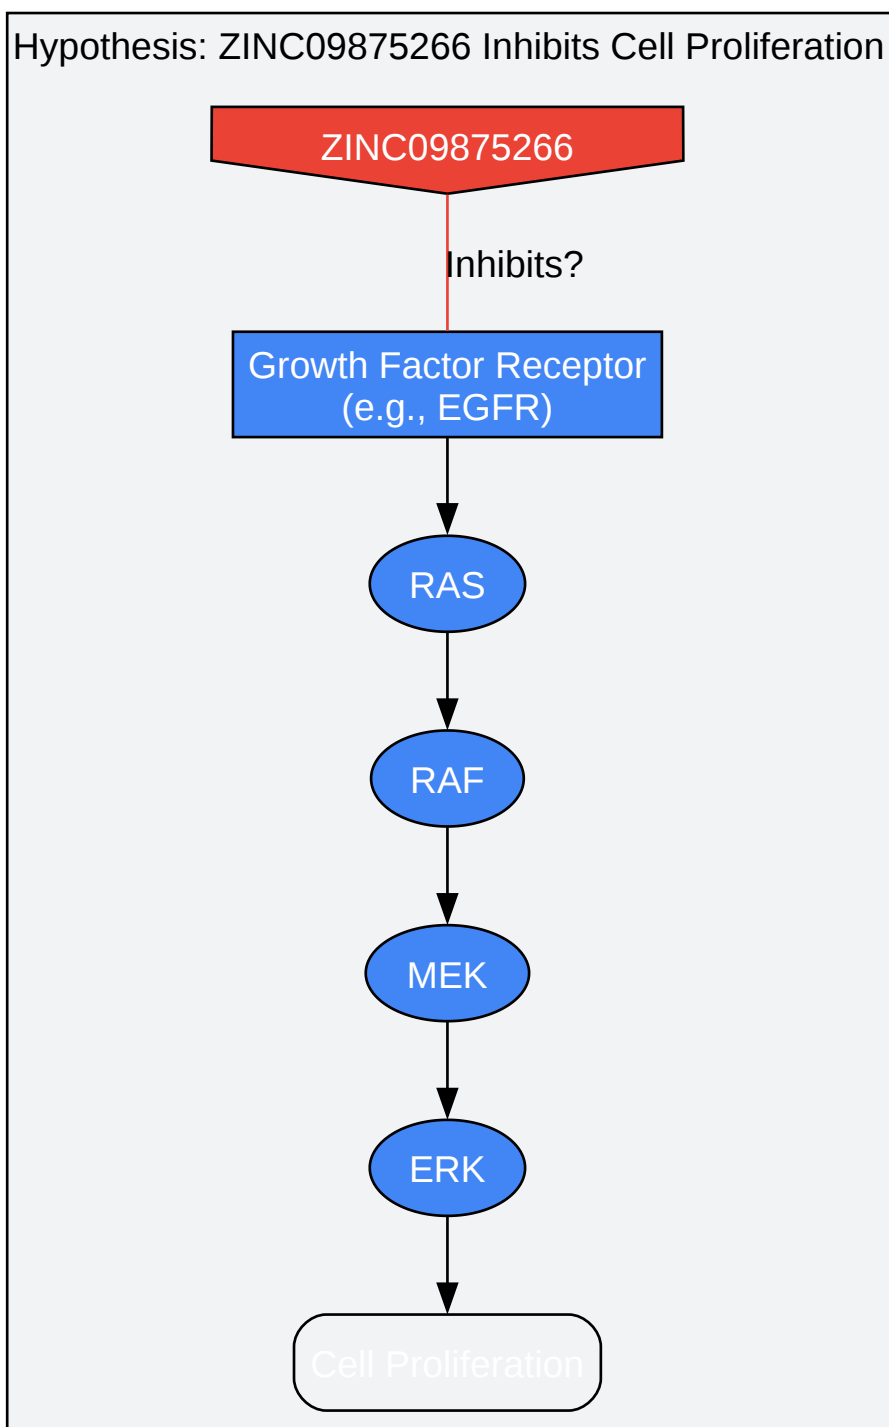 Hypothesis: ZINC09875266 Inhibits Cell Proliferation
ZINC09875266
Inhibits?
Growth Factor Receptor
(e.g., EGFR)
RAS
RAF
MEK
ERK
Cell Proliferation